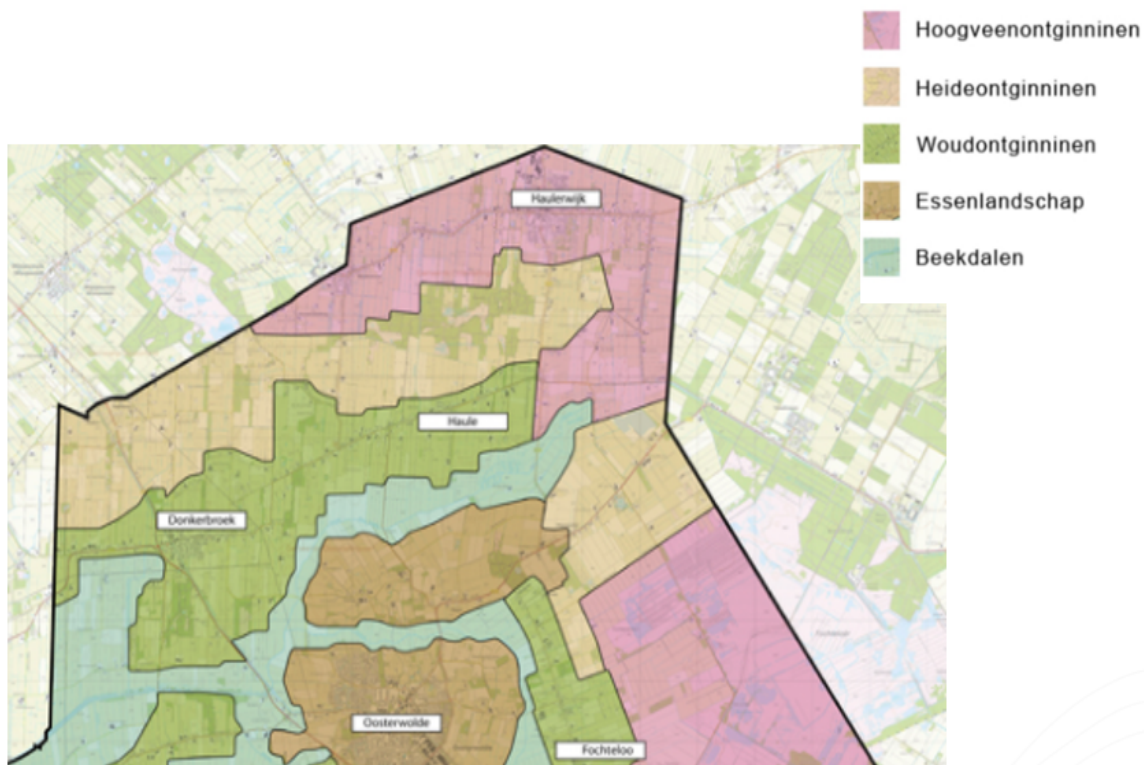 Hoogveenontginninen
Heideontginninen
Woudontginninen
Essenlandschap
Beekdalen
Haulerwijk
Haule
Donkerbroek
Oosterwolde
Fochteloo